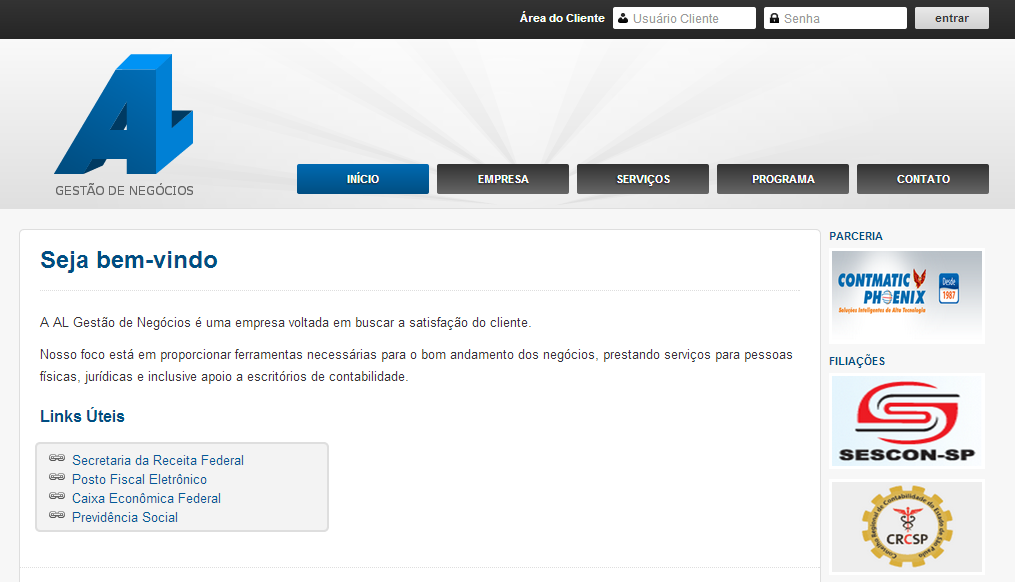 Área do Cliente
Usuário Cliente
Senha
entrar
GESTÃO DE NEGÓCIOS
INÍCIO
EMPRESA
SERVIÇOS
PROGRAMA
CONTATO
Seja bem-vindo
A AL Gestão de Negócios é uma empresa voltada em buscar a satisfação do cliente.
Nosso foco está em proporcionar ferramentas necessárias para o bom andamento dos negócios, prestando serviços para pessoas
físicas, jurídicas e inclusive apoio a escritórios de contabilidade.
Links Úteis
Secretaria da Receita Federal
Posto Fiscal Eletrônico
Caixa Econômica Federal
Previdência Social
PARCERIA
CONTMATIC
PHOENIX
Soluções Inteligentes de Alta Tecnologia
Desde
1987
FILIAÇÕES
SESCON-SP
Conselho Regional de Contabilidade do Estado de São Paulo
CRCSP